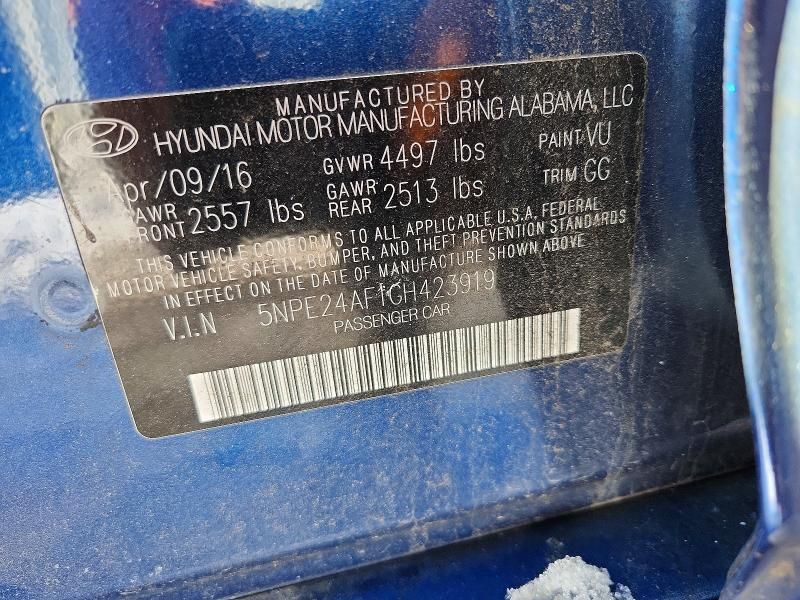 MANUFACTURED BY
HYUNDAI MOTOR MANUFACTURING ALABAMA, LLC
Apr/09/16 GVWR 4497 lbs PAINT VU
GAWR FRONT 2557 lbs GAWR REAR 2513 lbs TRIM GG
THIS VEHICLE CONFORMS TO ALL APPLICABLE U.S.A. FEDERAL
MOTOR VEHICLE SAFETY, BUMPER, AND THEFT PREVENTION STANDARDS
IN EFFECT ON THE DATE OF MANUFACTURE SHOWN ABOVE
V.I.N 5NPE24AF1GH423919
PASSENGER CAR